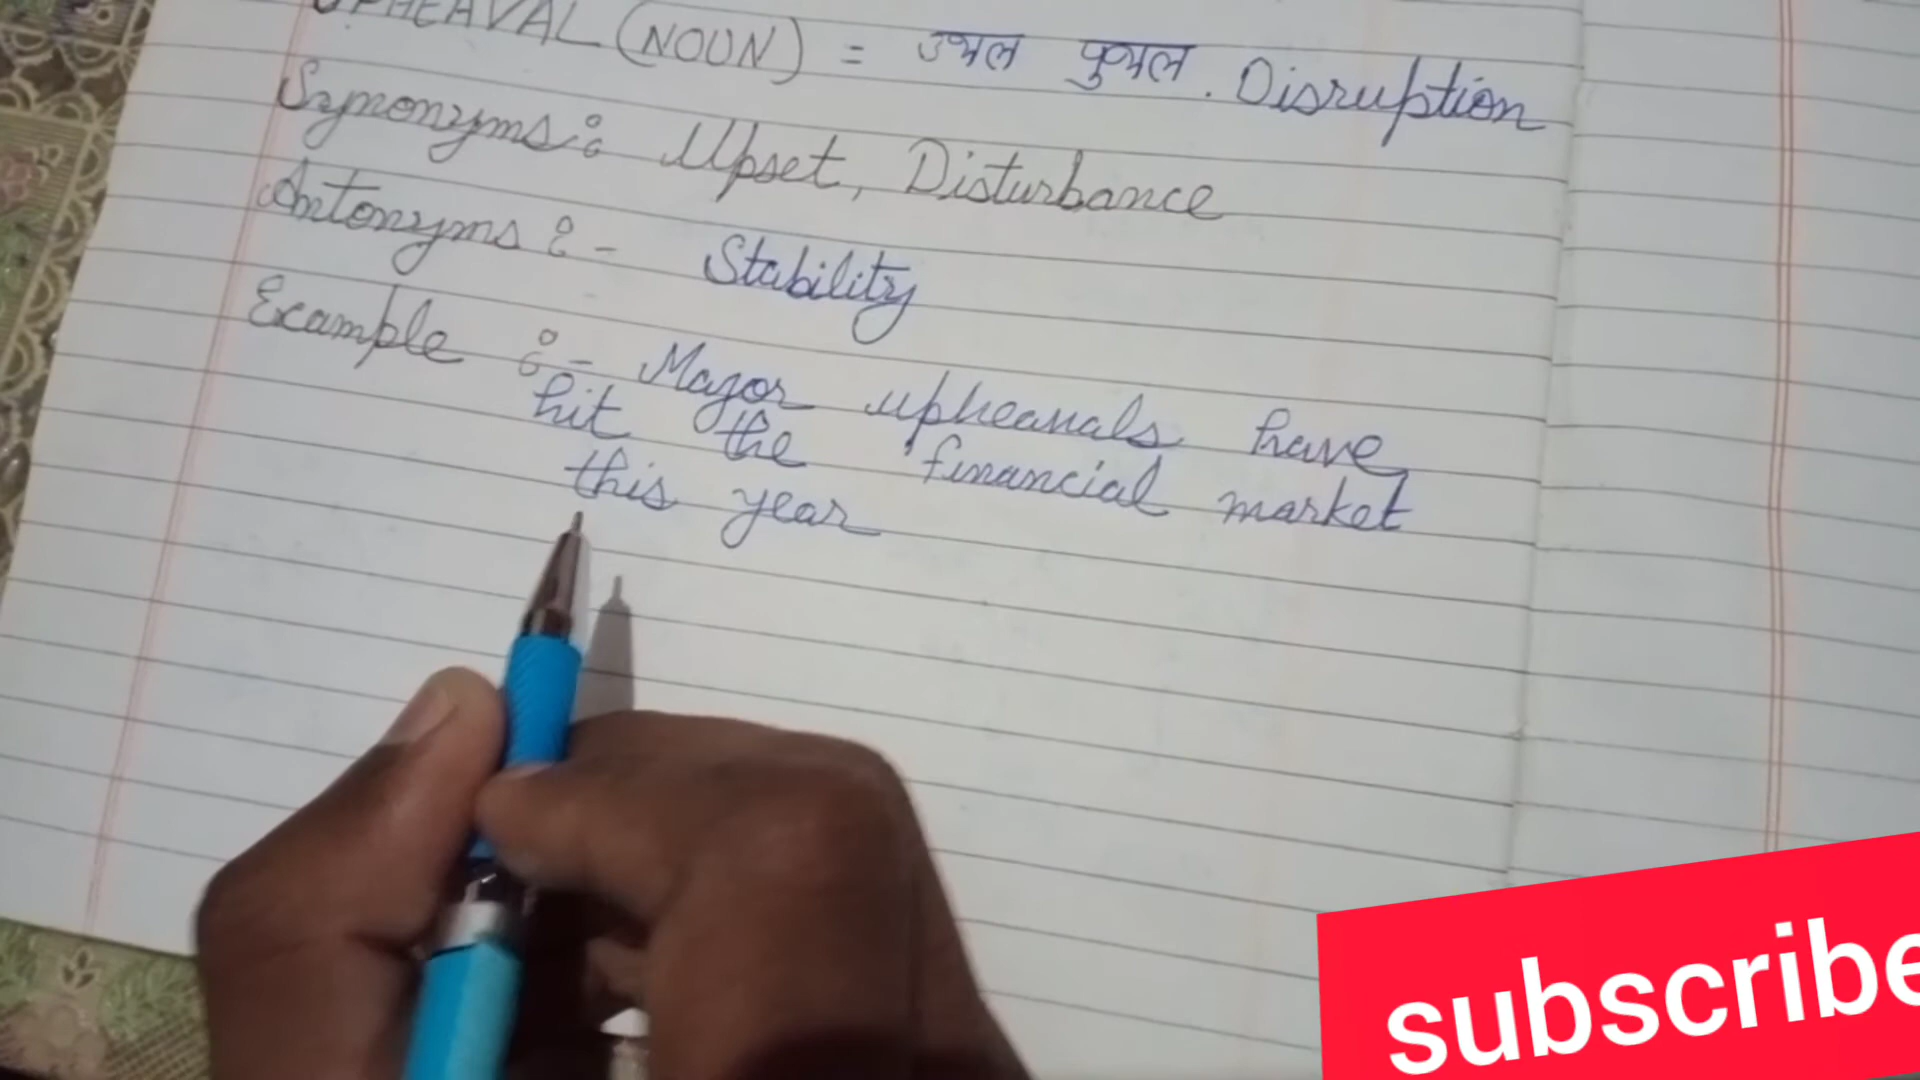 UPHEAVAL (NOUN) = उथल पुथल. Disruption
Synonyms : Upset, Disturbance
Antonyms :- Stability
Example :- Major upheavals have
hit the financial market
this year
subscribe